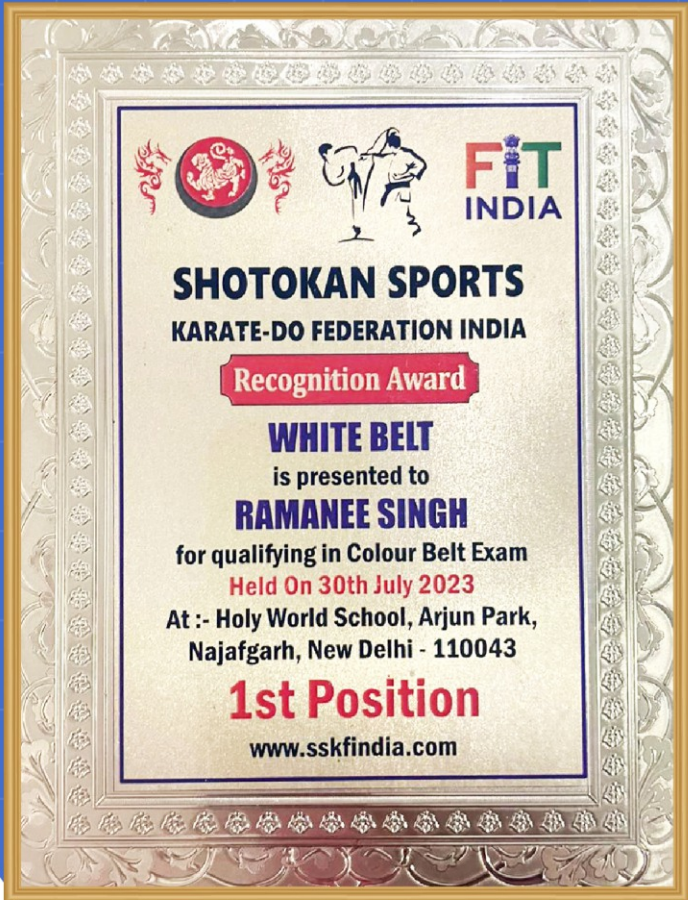 FIT
INDIA
SHOTOKAN SPORTS
KARATE-DO FEDERATION INDIA
Recognition Award
WHITE BELT
is presented to
RAMANEE SINGH
for qualifying in Colour Belt Exam
Held On 30th July 2023
At :- Holy World School, Arjun Park,
Najafgarh, New Delhi - 110043
1st Position
www.sskfindia.com